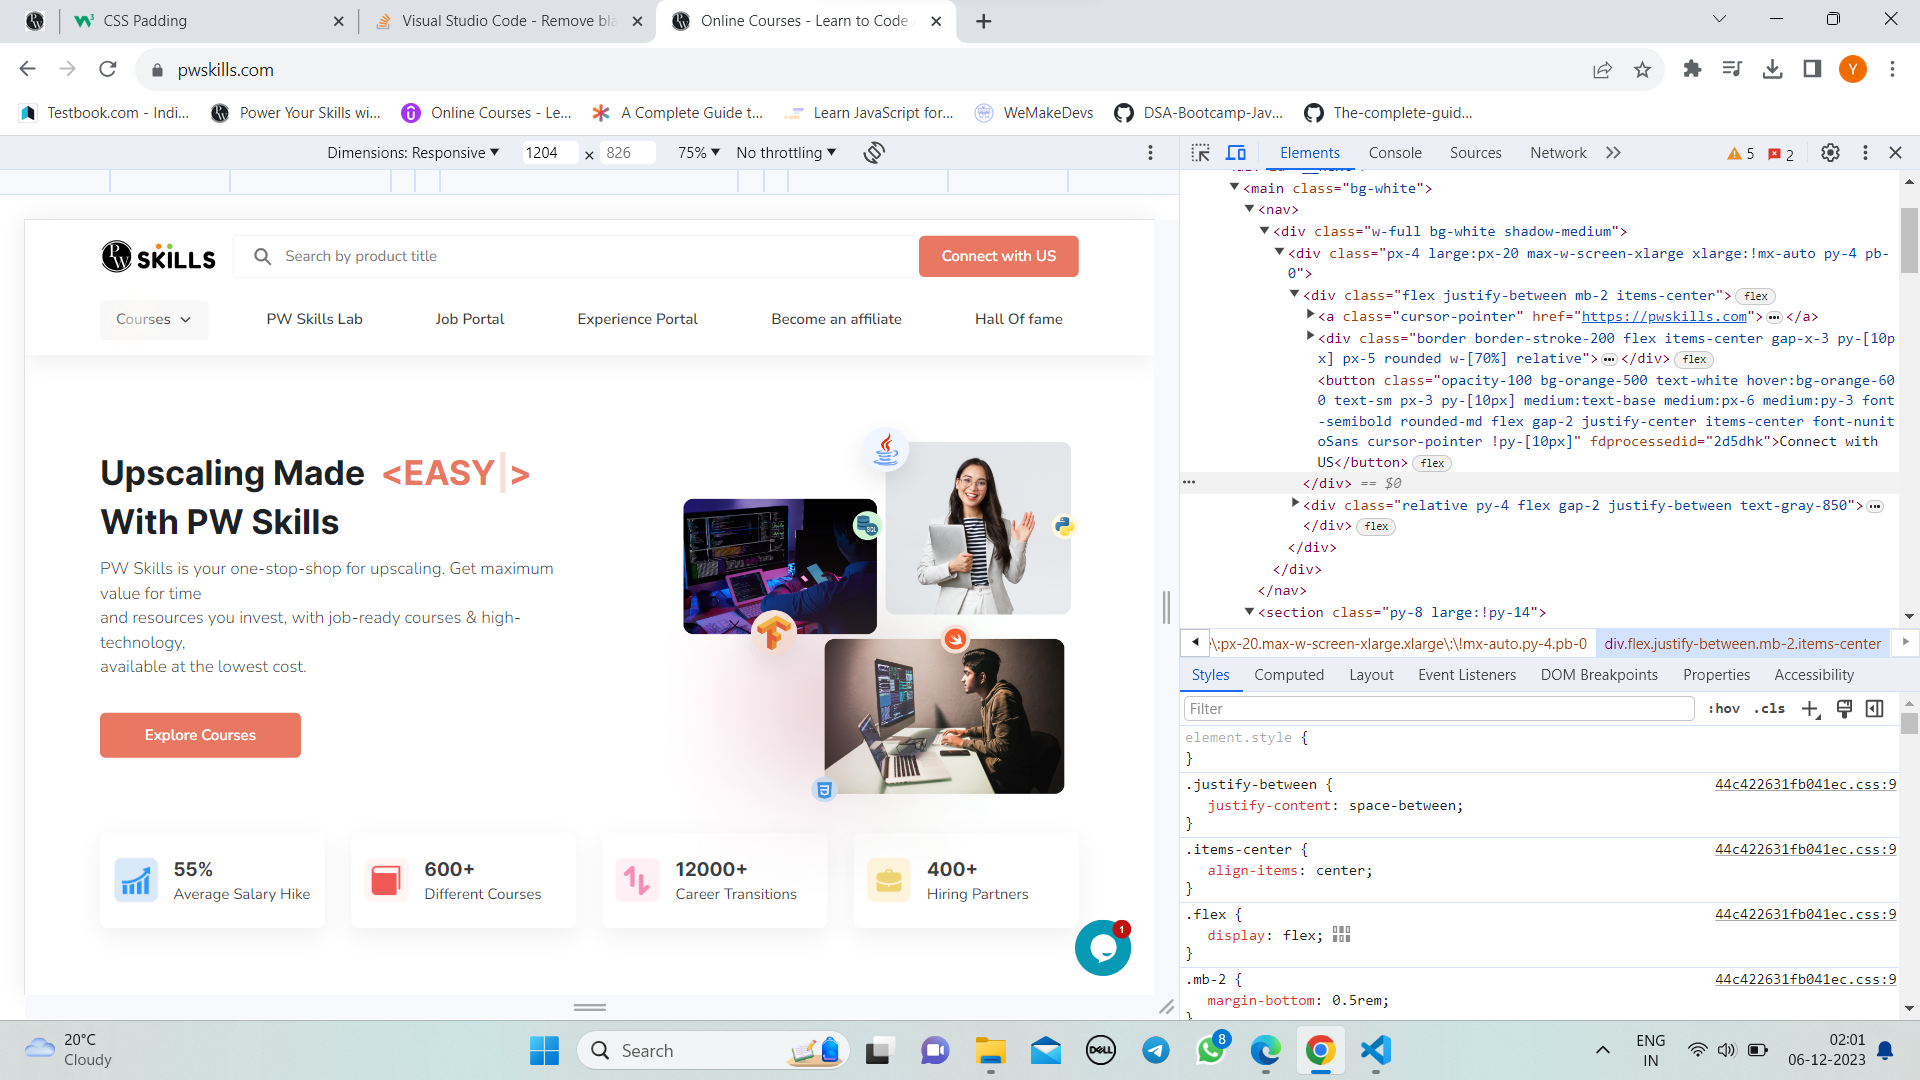 CSS Padding
Visual Studio Code - Remove bla
Online Courses - Learn to Code
pwskills.com
Y
Testbook.com - Indi...
Power Your Skills wi...
Online Courses - Le...
A Complete Guide t...
Learn JavaScript for...
WeMakeDevs
DSA-Bootcamp-Jav...
The-complete-guid...
Dimensions: Responsive
1204 × 826
75%
No throttling
Elements
Console
Sources
Network
5
2
PW SKILLS
Search by product title
Connect with US
Courses
PW Skills Lab
Job Portal
Experience Portal
Become an affiliate
Hall Of fame
Upscaling Made <EASY|>
With PW Skills
PW Skills is your one-stop-shop for upscaling. Get maximum
value for time
and resources you invest, with job-ready courses & high-
technology,
available at the lowest cost.
Explore Courses
SQL
55%
Average Salary Hike
600+
Different Courses
12000+
Career Transitions
400+
Hiring Partners
1
<main class="bg-white">
<nav>
<div class="w-full bg-white shadow-medium">
<div class="px-4 large:px-20 max-w-screen-xlarge xlarge:!mx-auto py-4 pb-
0">
<div class="flex justify-between mb-2 items-center"> flex
<a class="cursor-pointer" href="https://pwskills.com"> ⋯ </a>
<div class="border border-stroke-200 flex items-center gap-x-3 py-[10p
x] px-5 rounded w-[70%] relative"> ⋯ </div> flex
<button class="opacity-100 bg-orange-500 text-white hover:bg-orange-60
0 text-sm px-3 py-[10px] medium:text-base medium:px-6 medium:py-3 font
-semibold rounded-md flex gap-2 justify-center items-center font-nunit
oSans cursor-pointer !py-[10px]" fdprocessedid="2d5dhk">Connect with
US</button> flex
</div> == $0
<div class="relative py-4 flex gap-2 justify-between text-gray-850"> ⋯
</div> flex
</div>
</div>
</nav>
<section class="py-8 large:!py-14">
\:px-20.max-w-screen-xlarge.xlarge\:\!mx-auto.py-4.pb-0
div.flex.justify-between.mb-2.items-center
Styles
Computed
Layout
Event Listeners
DOM Breakpoints
Properties
Accessibility
Filter
:hov .cls
element.style {
}
.justify-between { 44c422631fb041ec.css:9
justify-content: space-between;
}
.items-center { 44c422631fb041ec.css:9
align-items: center;
}
.flex { 44c422631fb041ec.css:9
display: flex;
}
.mb-2 { 44c422631fb041ec.css:9
margin-bottom: 0.5rem;
}
20°C
Cloudy
Search
DELL
8
ENG
IN
02:01
06-12-2023